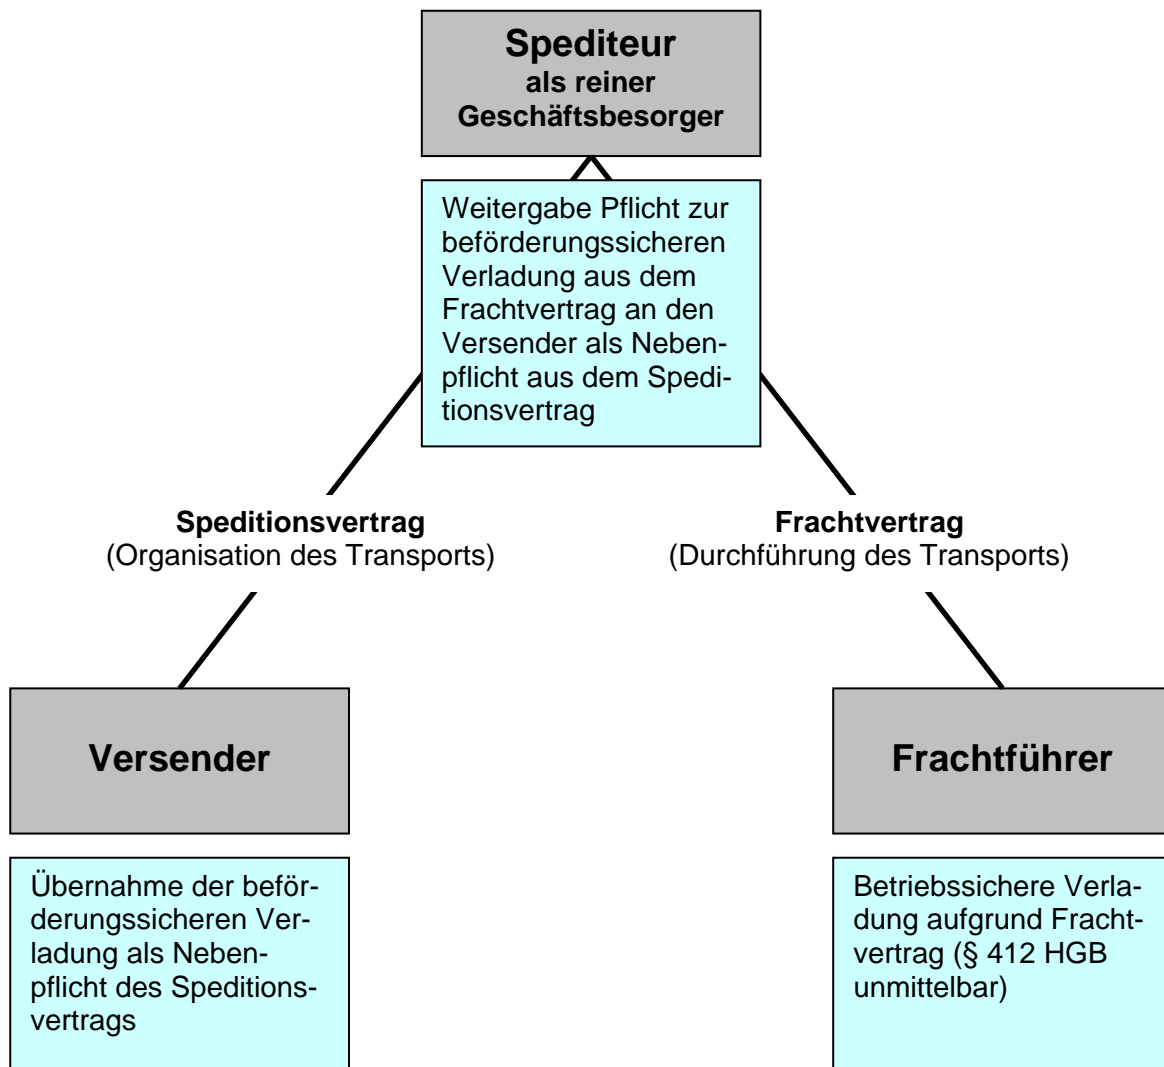 Spediteur
als reiner
Geschäftsbesorger
Weitergabe Pflicht zur
beförderungssicheren
Verladung aus dem
Frachtvertrag an den
Versender als Neben-
pflicht aus dem Spedi-
tionsvertrag
Speditionsvertrag
(Organisation des Transports)
Frachtvertrag
(Durchführung des Transports)
Versender
Frachtführer
Übernahme der beför-
derungssicheren Ver-
ladung als Neben-
pflicht des Speditions-
vertrags
Betriebssichere Verla-
dung aufgrund Fracht-
vertrag (§ 412 HGB
unmittelbar)